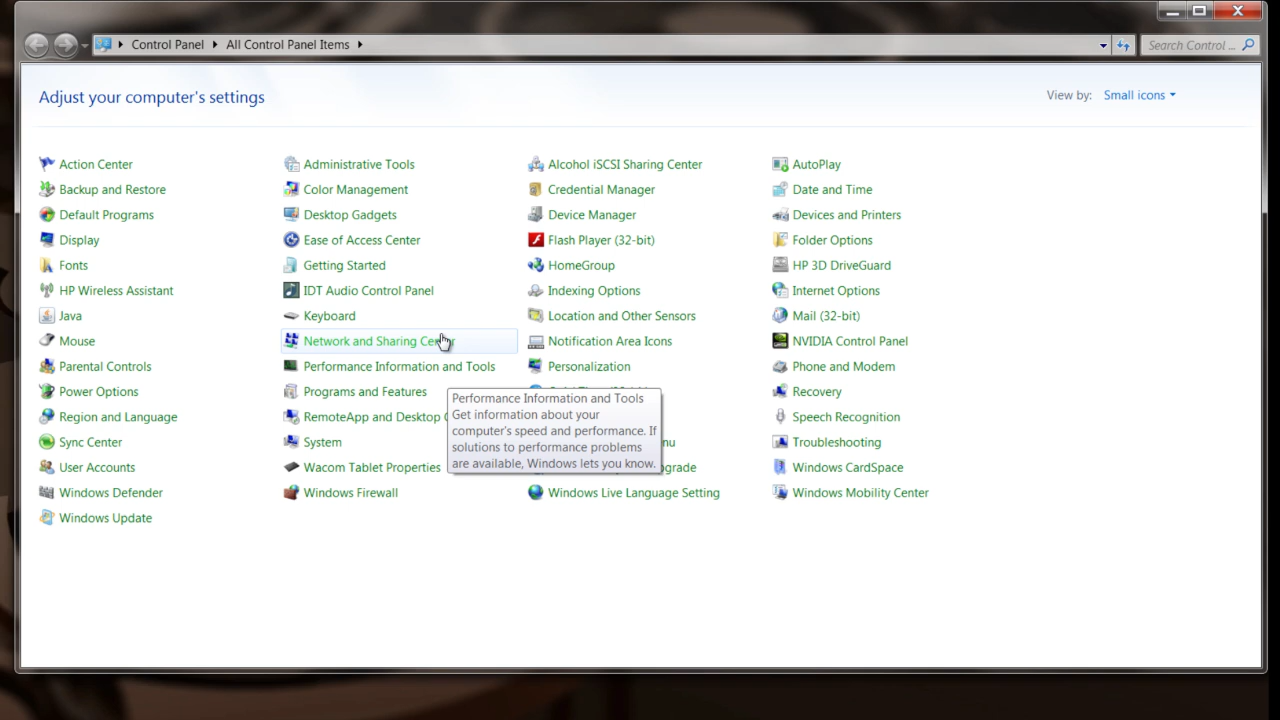 Control Panel
All Control Panel Items
Search Control ...
Adjust your computer's settings
View by: Small icons
Action Center
Administrative Tools
Alcohol iSCSI Sharing Center
AutoPlay
Backup and Restore
Color Management
Credential Manager
Date and Time
Default Programs
Desktop Gadgets
Device Manager
Devices and Printers
Display
Ease of Access Center
Flash Player (32-bit)
Folder Options
Fonts
Getting Started
HomeGroup
HP 3D DriveGuard
HP Wireless Assistant
IDT Audio Control Panel
Indexing Options
Internet Options
Java
Keyboard
Location and Other Sensors
Mail (32-bit)
Mouse
Network and Sharing
Notification Area Icons
NVIDIA Control Panel
Parental Controls
Performance Information and Tools
Personalization
Phone and Modem
Power Options
Programs and Features
Recovery
Region and Language
RemoteApp and Desktop
Speech Recognition
Sync Center
System
Troubleshooting
User Accounts
Wacom Tablet Properties
Windows CardSpace
Windows Defender
Windows Firewall
Windows Live Language Setting
Windows Mobility Center
Windows Update
Performance Information and Tools
Get information about your
computer's speed and performance. If
solutions to performance problems
are available, Windows lets you know.